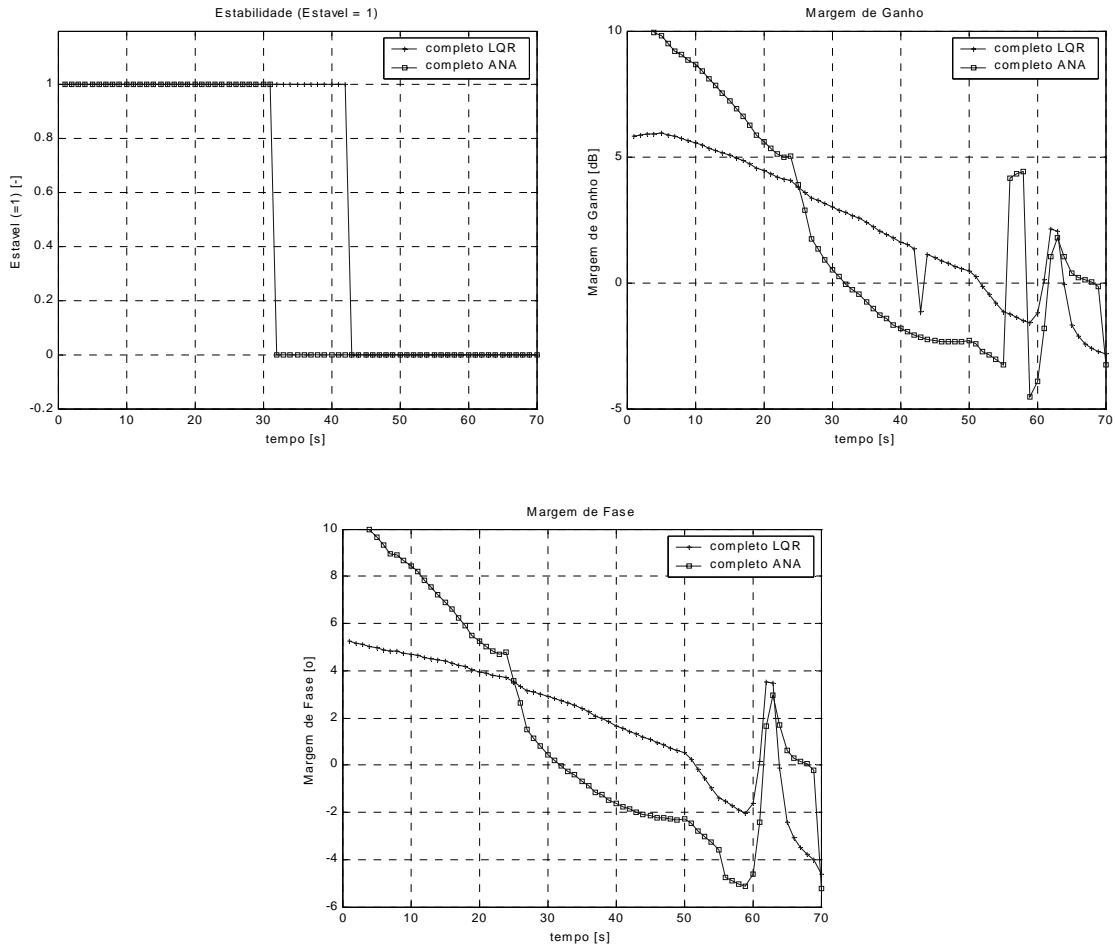 Estabilidade (Estavel = 1)
completo LQR
completo ANA
1
0.8
0.6
0.4
0.2
0
-0.2
Estavel (=1) [-]
0 10 20 30 40 50 60 70
tempo [s]
Margem de Ganho
completo LQR
completo ANA
10
5
0
-5
Margem de Ganho [dB]
0 10 20 30 40 50 60 70
tempo [s]
Margem de Fase
completo LQR
completo ANA
10
8
6
4
2
0
-2
-4
-6
Margem de Fase [o]
0 10 20 30 40 50 60 70
tempo [s]